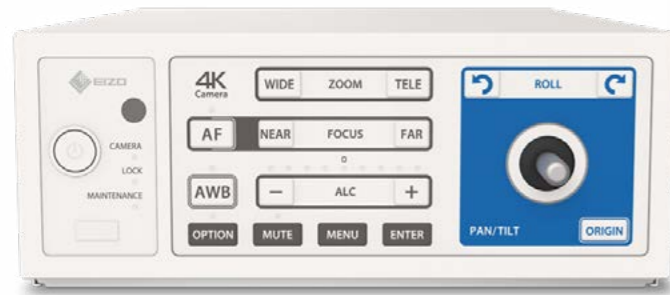 EIZO
CAMERA
LOCK
MAINTENANCE
4K
Camera
WIDE ZOOM TELE
AF NEAR FOCUS FAR
0
AWB − ALC +
OPTION MUTE MENU ENTER
ROLL
PAN/TILT ORIGIN